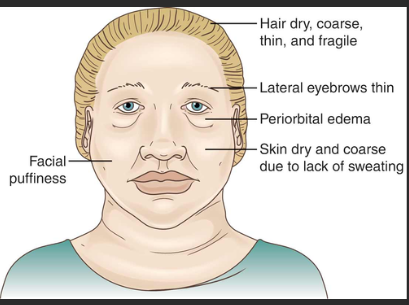 Hair dry, coarse,
thin, and fragile
Lateral eyebrows thin
Periorbital edema
Skin dry and coarse
due to lack of sweating
Facial
puffiness